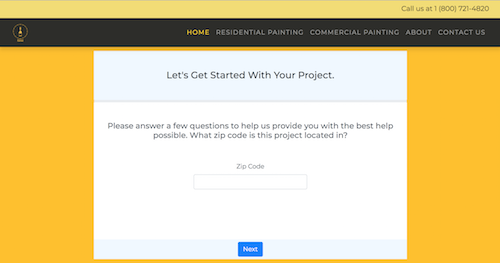 Call us at 1 (800) 721-4820
HOME RESIDENTIAL PAINTING COMMERCIAL PAINTING ABOUT CONTACT US
Let's Get Started With Your Project.
Please answer a few questions to help us provide you with the best help
possible. What zip code is this project located in?
Zip Code
Next